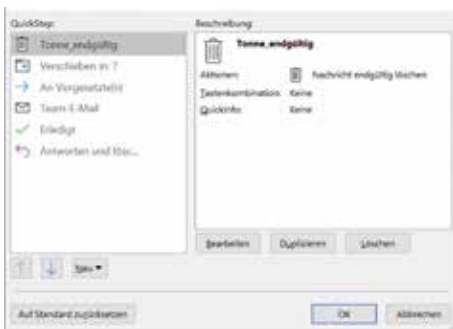 QuickStep:
Tonne_endgültig
Verschieben in: ?
An Vorgesetzte(n)
Team-E-Mail
Erledigt
Antworten und lösc...
Neu
Auf Standard zurücksetzen
Beschreibung:
Tonne_endgültig
Aktionen: Nachricht endgültig löschen
Tastenkombination: Keine
QuickInfo: Keine
Bearbeiten Duplizieren Löschen
OK Abbrechen